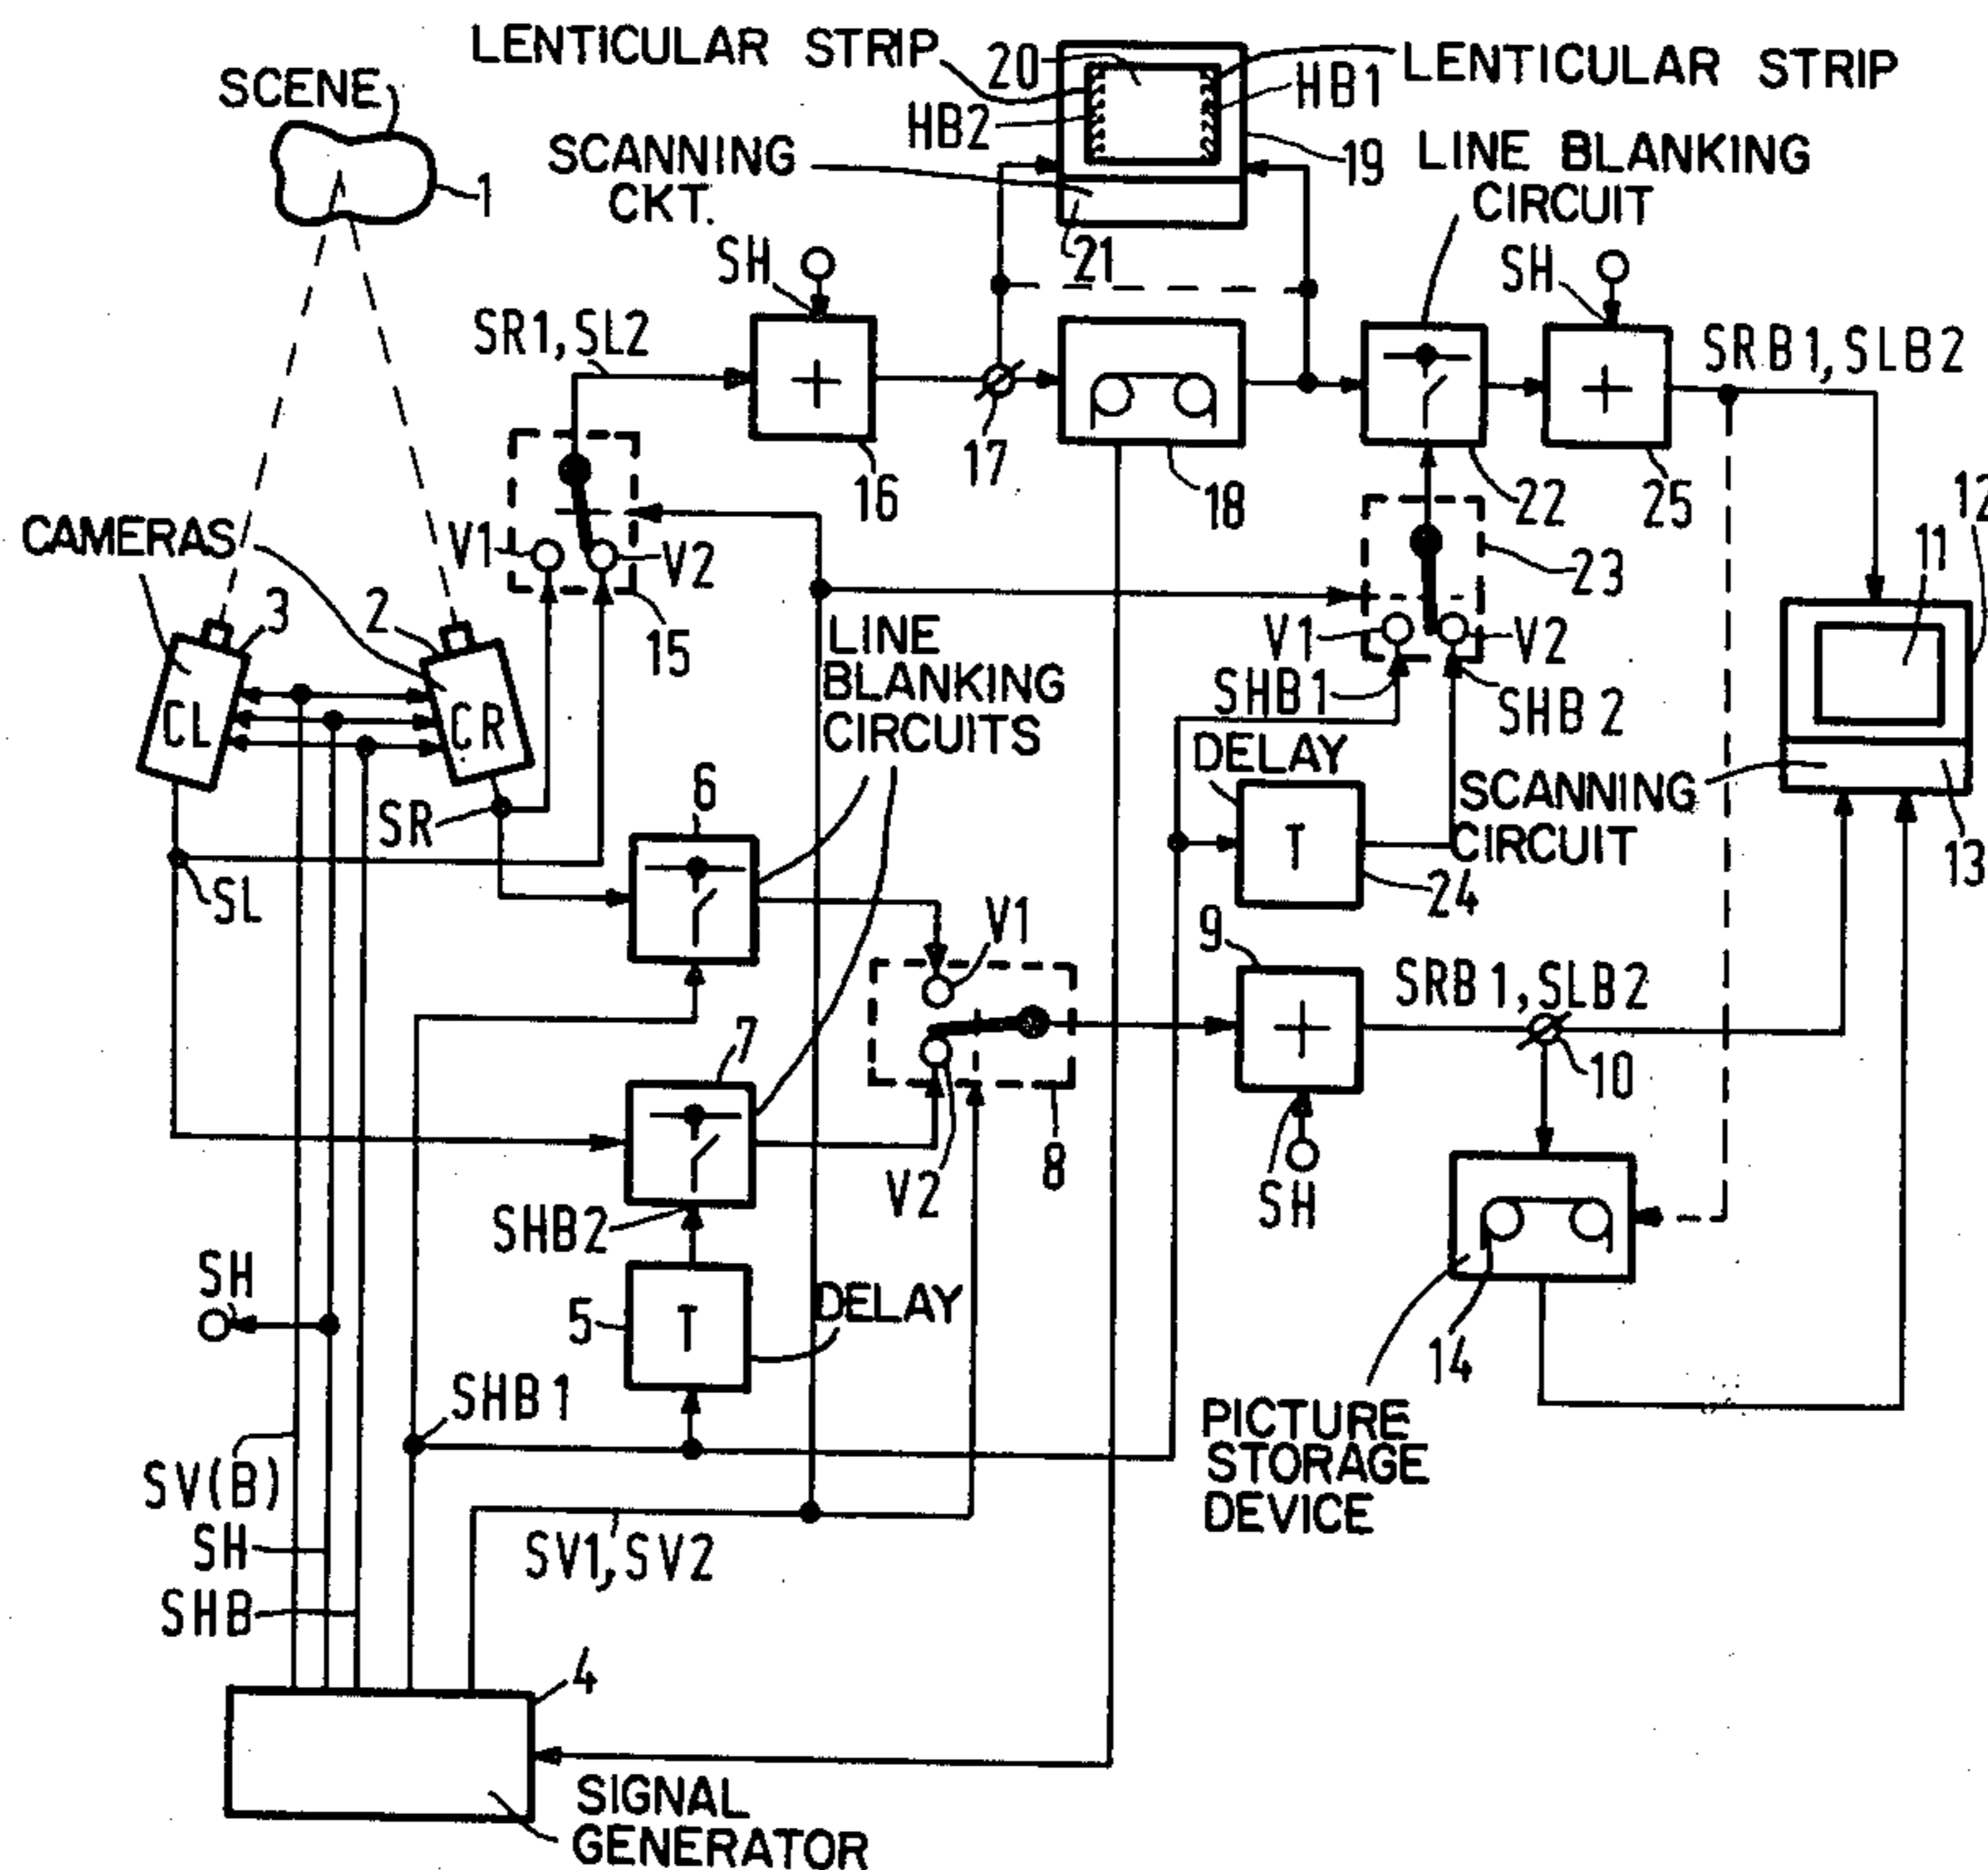 LENTICULAR STRIP
20
LENTICULAR STRIP
SCENE
HB1
HB2
SCANNING
CKT.
19
LINE BLANKING
CIRCUIT
1
SH
21
SH
SR1,SL2
+
+
SRB1,SLB2
17
16
18
22
25
12
CAMERAS
V1
V2
23
11
3
2
15
LINE
BLANKING
CIRCUITS
V1
V2
SHB1
SHB2
CL
CR
DELAY
6
SCANNING
CIRCUIT
SR
T
13
SL
24
V1
9
SRB1,SLB2
7
+
10
8
V2
SH
SHB2
SH
5
T
DELAY
14
SHB1
PICTURE
STORAGE
DEVICE
SV(B)
SH
SV1,SV2
SHB
4
SIGNAL
GENERATOR